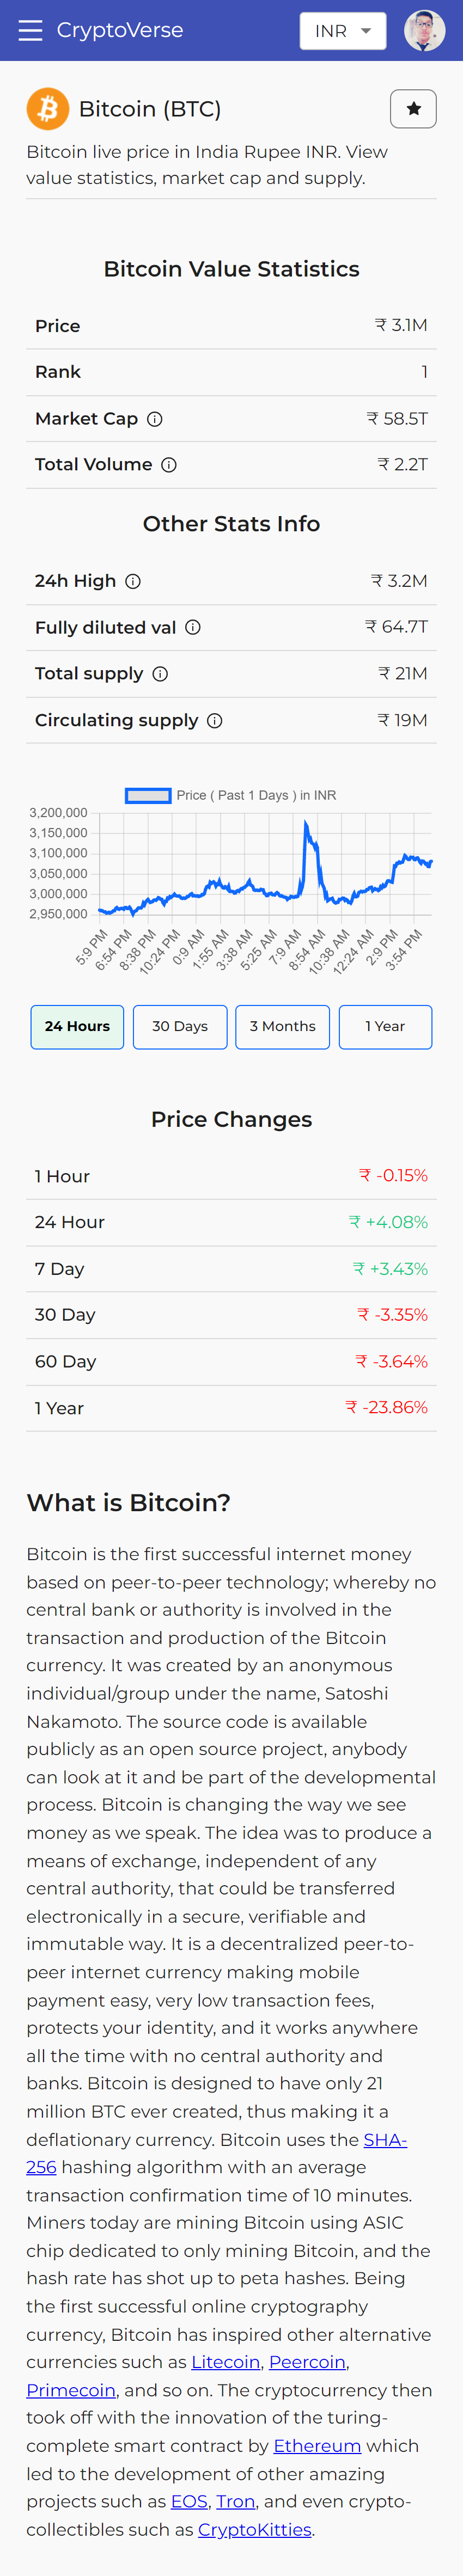 CryptoVerse
INR
Bitcoin (BTC)
Bitcoin live price in India Rupee INR. View
value statistics, market cap and supply.
Bitcoin Value Statistics
Price ₹ 3.1M
Rank 1
Market Cap ₹ 58.5T
Total Volume ₹ 2.2T
Other Stats Info
24h High ₹ 3.2M
Fully diluted val ₹ 64.7T
Total supply ₹ 21M
Circulating supply ₹ 19M
Price ( Past 1 Days ) in INR
3,200,000
3,150,000
3,100,000
3,050,000
3,000,000
2,950,000
5:9 PM 6:54 PM 8:38 PM 10:24 PM 0:9 AM 1:55 AM 3:38 AM 5:25 AM 7:9 AM 8:54 AM 10:38 AM 12:24 AM 2:9 PM 3:54 PM
24 Hours 30 Days 3 Months 1 Year
Price Changes
1 Hour ₹ -0.15%
24 Hour ₹ +4.08%
7 Day ₹ +3.43%
30 Day ₹ -3.35%
60 Day ₹ -3.64%
1 Year ₹ -23.86%
What is Bitcoin?
Bitcoin is the first successful internet money
based on peer-to-peer technology; whereby no
central bank or authority is involved in the
transaction and production of the Bitcoin
currency. It was created by an anonymous
individual/group under the name, Satoshi
Nakamoto. The source code is available
publicly as an open source project, anybody
can look at it and be part of the developmental
process. Bitcoin is changing the way we see
money as we speak. The idea was to produce a
means of exchange, independent of any
central authority, that could be transferred
electronically in a secure, verifiable and
immutable way. It is a decentralized peer-to-
peer internet currency making mobile
payment easy, very low transaction fees,
protects your identity, and it works anywhere
all the time with no central authority and
banks. Bitcoin is designed to have only 21
million BTC ever created, thus making it a
deflationary currency. Bitcoin uses the SHA-
256 hashing algorithm with an average
transaction confirmation time of 10 minutes.
Miners today are mining Bitcoin using ASIC
chip dedicated to only mining Bitcoin, and the
hash rate has shot up to peta hashes. Being
the first successful online cryptography
currency, Bitcoin has inspired other alternative
currencies such as Litecoin, Peercoin,
Primecoin, and so on. The cryptocurrency then
took off with the innovation of the turing-
complete smart contract by Ethereum which
led to the development of other amazing
projects such as EOS, Tron, and even crypto-
collectibles such as CryptoKitties.